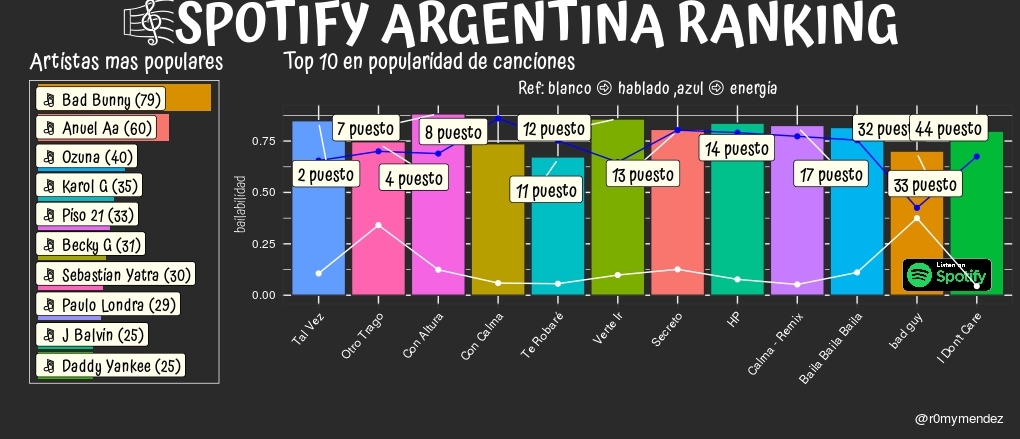 SPOTIFY ARGENTINA RANKING
Artistas mas populares
Bad Bunny (79)
Anuel Aa (60)
Ozuna (40)
Karol G (35)
Piso 21 (33)
Becky G (31)
Sebastian Yatra (30)
Paulo Londra (29)
J Balvin (25)
Daddy Yankee (25)
Top 10 en popularidad de canciones
Ref: blanco ➩ hablado ,azul ➩ energia
bailabilidad
0.75
0.50
0.25
0.00
2 puesto
7 puesto
4 puesto
8 puesto
11 puesto
12 puesto
13 puesto
14 puesto
17 puesto
32 puest
33 puesto
44 puesto
Listen on
Spotify
Tal Vez
Otro Trago
Con Altura
Con Calma
Te Robaré
Verte Ir
Secreto
HP
Calma - Remix
Baila Baila Baila
bad guy
I Don't Care
@r0mymendez